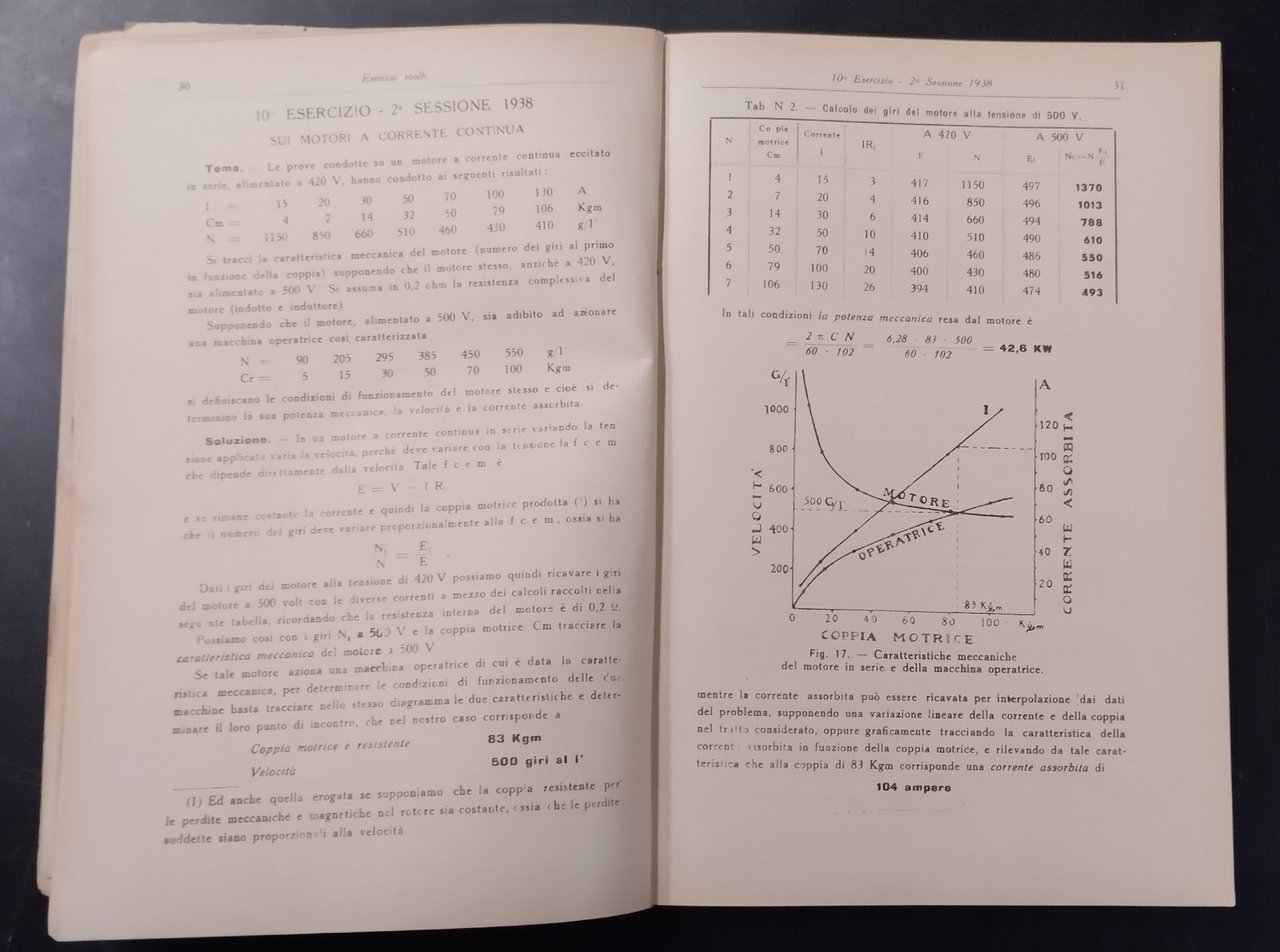 30
Esercizi svolti
10° ESERCIZIO - 2ª SESSIONE 1938
SUI MOTORI A CORRENTE CONTINUA
Tema. — Le prove condotte su un motore a corrente continua eccitato
in serie, alimentato a 420 V, hanno condotto ai seguenti risultati:
I = 15 20 30 50 70 100 130 A
Cm = 4 7 14 32 50 79 106 Kgm
N = 1150 850 660 510 460 430 410 g/1'
Si tracci la caratteristica meccanica del motore (numero dei giri al primo
in funzione della coppia) supponendo che il motore stesso, anzichè a 420 V,
sia alimentato a 500 V. Si assuma in 0,2 ohm la resistenza complessiva del
motore (indotto e induttore).
Supponendo che il motore, alimentato a 500 V, sia adibito ad azionare
una macchina operatrice così caratterizzata
N = 90 205 295 385 450 550 g/1'
Cr = 5 15 30 50 70 100 Kgm
si definiscano le condizioni di funzionamento del motore stesso e cioè si de-
terminino la sua potenza meccanica, la velocità e la corrente assorbita.
Soluzione. — In un motore a corrente continua in serie variando la ten
sione applicata varia la velocità, perchè deve variare con la tensione la f c e m
che dipende direttamente dalla velocità. Tale f. c e m. è
E = V - I R
e se rimane costante la corrente e quindi la coppia motrice prodotta (¹) si ha
che il numero dei giri deve variare proporzionalmente alla f. c. e m., ossia si ha
N₁ / N = E₁ / E .
Dati i giri del motore alla tensione di 420 V possiamo quindi ricavare i giri
del motore a 500 volt con le diverse correnti a mezzo dei calcoli raccolti nella
segu nte tabella, ricordando che la resistenza interna del motore è di 0,2 Ω.
Possiamo così con i giri N₁ a 500 V e la coppia motrice Cm tracciare la
caratteristica meccanica del motore a 500 V
Se tale motore aziona una macchina operatrice di cui è data la caratte-
ristica meccanica, per determinare le condizioni di funzionamento delle due
macchine basta tracciare nello stesso diagramma le due caratteristiche e deter-
minare il loro punto di incontro, che nel nostro caso corrisponde a
Coppia motrice e resistente 83 Kgm
Velocità 500 giri al 1'
(1) Ed anche quella erogata se supponiamo che la coppia resistente per
le perdite meccaniche e magnetiche nel rotore sia costante, ossia che le perdite
suddette siano proporzionali alla velocità
10° Esercizio - 2ª Sessione 1938
31
Tab N 2. — Calcolo dei giri del motore alla tensione di 500 V.
N Co pia motrice Cm Corrente I IR₁ A 420 V A 500 V
E N E₁ N₁ = N E₁/E
1 4 15 3 417 1150 497 1370
2 7 20 4 416 850 496 1013
3 14 30 6 414 660 494 788
4 32 50 10 410 510 490 610
5 50 70 14 406 460 486 550
6 79 100 20 400 430 480 516
7 106 130 26 394 410 474 493
In tali condizioni la potenza meccanica resa dal motore è
= 2 π C N / 60 · 102 = 6,28 · 83 · 500 / 60 · 102 = 42,6 KW
G/1'
A
1000
800
600
400
200
120
100
80
60
40
20
I
MOTORE
500 G/1'
OPERATRICE
83 Kgm
0 20 40 60 80 100 Kgm
VELOCITA'
CORRENTE ASSORBITA
COPPIA MOTRICE
Fig. 17. — Caratteristiche meccaniche
del motore in serie e della macchina operatrice.
mentre la corrente assorbita può essere ricavata per interpolazione dai dati
del problema, supponendo una variazione lineare della corrente e della coppia
nel tratto considerato, oppure graficamente tracciando la caratteristica della
corrente assorbita in funzione della coppia motrice, e rilevando da tale carat-
teristica che alla coppia di 83 Kgm corrisponde una corrente assorbita di
104 ampere